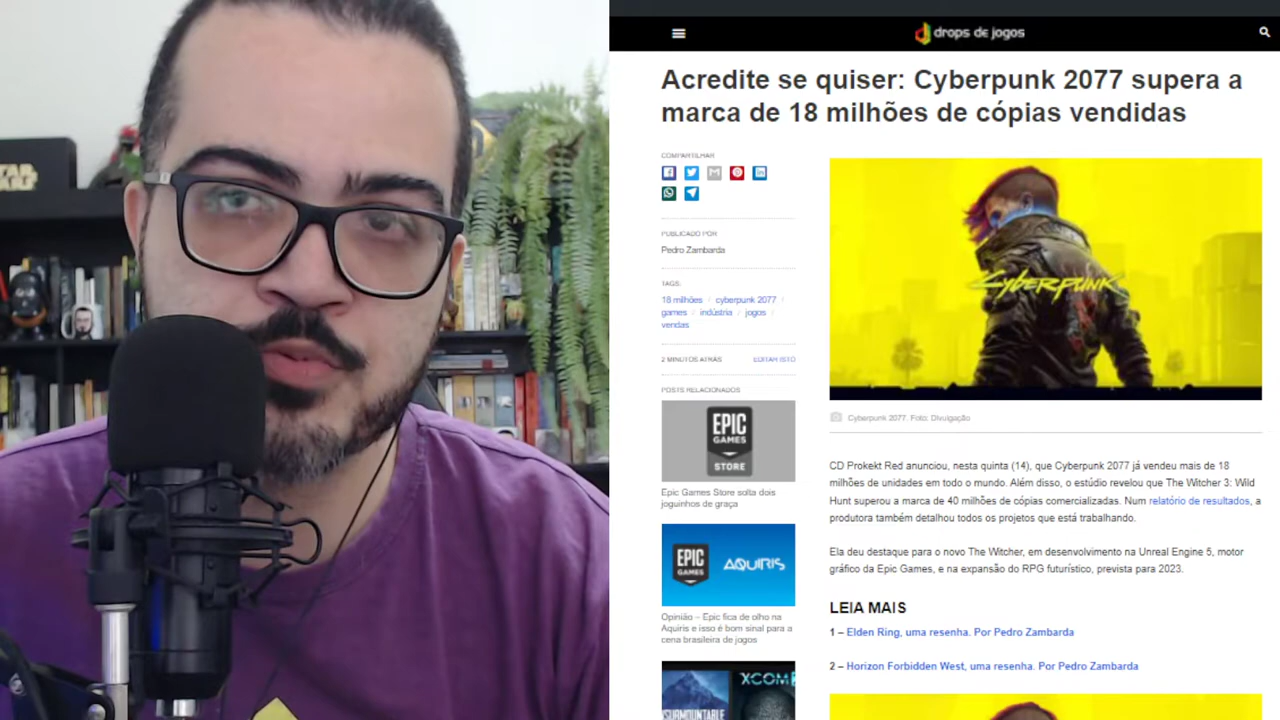 STAR
WARS
drops de jogos
Acredite se quiser: Cyberpunk 2077 supera a
marca de 18 milhões de cópias vendidas
COMPARTILHAR
PUBLICADO POR
Pedro Zambarda
TAGS:
18 milhões / cyberpunk 2077 /
games / indústria / jogos /
vendas
2 MINUTOS ATRÁS EDITAR ISTO
POSTS RELACIONADOS
EPIC
GAMES
STORE
Epic Games Store solta dois
joguinhos de graça
EPIC
GAMES
AQUIRIS
Opinião – Epic fica de olho na
Aquiris e isso é bom sinal para a
cena brasileira de jogos
XCOM
INSURMOUNTABLE
Cyberpunk
Cyberpunk 2077. Foto: Divulgação
CD Prokekt Red anunciou, nesta quinta (14), que Cyberpunk 2077 já vendeu mais de 18
milhões de unidades em todo o mundo. Além disso, o estúdio revelou que The Witcher 3: Wild
Hunt superou a marca de 40 milhões de cópias comercializadas. Num relatório de resultados, a
produtora também detalhou todos os projetos que está trabalhando.
Ela deu destaque para o novo The Witcher, em desenvolvimento na Unreal Engine 5, motor
gráfico da Epic Games, e na expansão do RPG futurístico, prevista para 2023.
LEIA MAIS
1 – Elden Ring, uma resenha. Por Pedro Zambarda
2 – Horizon Forbidden West, uma resenha. Por Pedro Zambarda